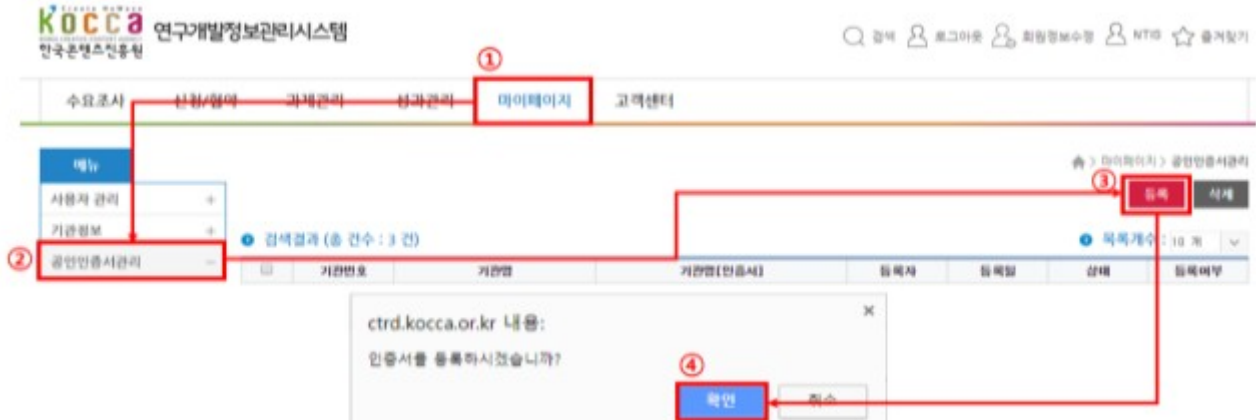 Kocca 연구개발정보관리시스템
한국콘텐츠진흥원
검색 로그아웃 회원정보수정 NTIS 즐겨찾기
①
수요조사 신청/협약 과제관리 성과관리 마이페이지 고객센터
메뉴
> 마이페이지 > 공인인증서관리
③
사용자 관리 +
등록 삭제
기관정보 +
검색결과 (총 건수 : 3 건)
목록개수 : 10 개
② 공인인증서관리 −
기관번호 기관명 기관명[인증서] 등록자 등록일 상태 등록여부
ctrd.kocca.or.kr 내용: ×
인증서를 등록하시겠습니까?
④
확인 취소